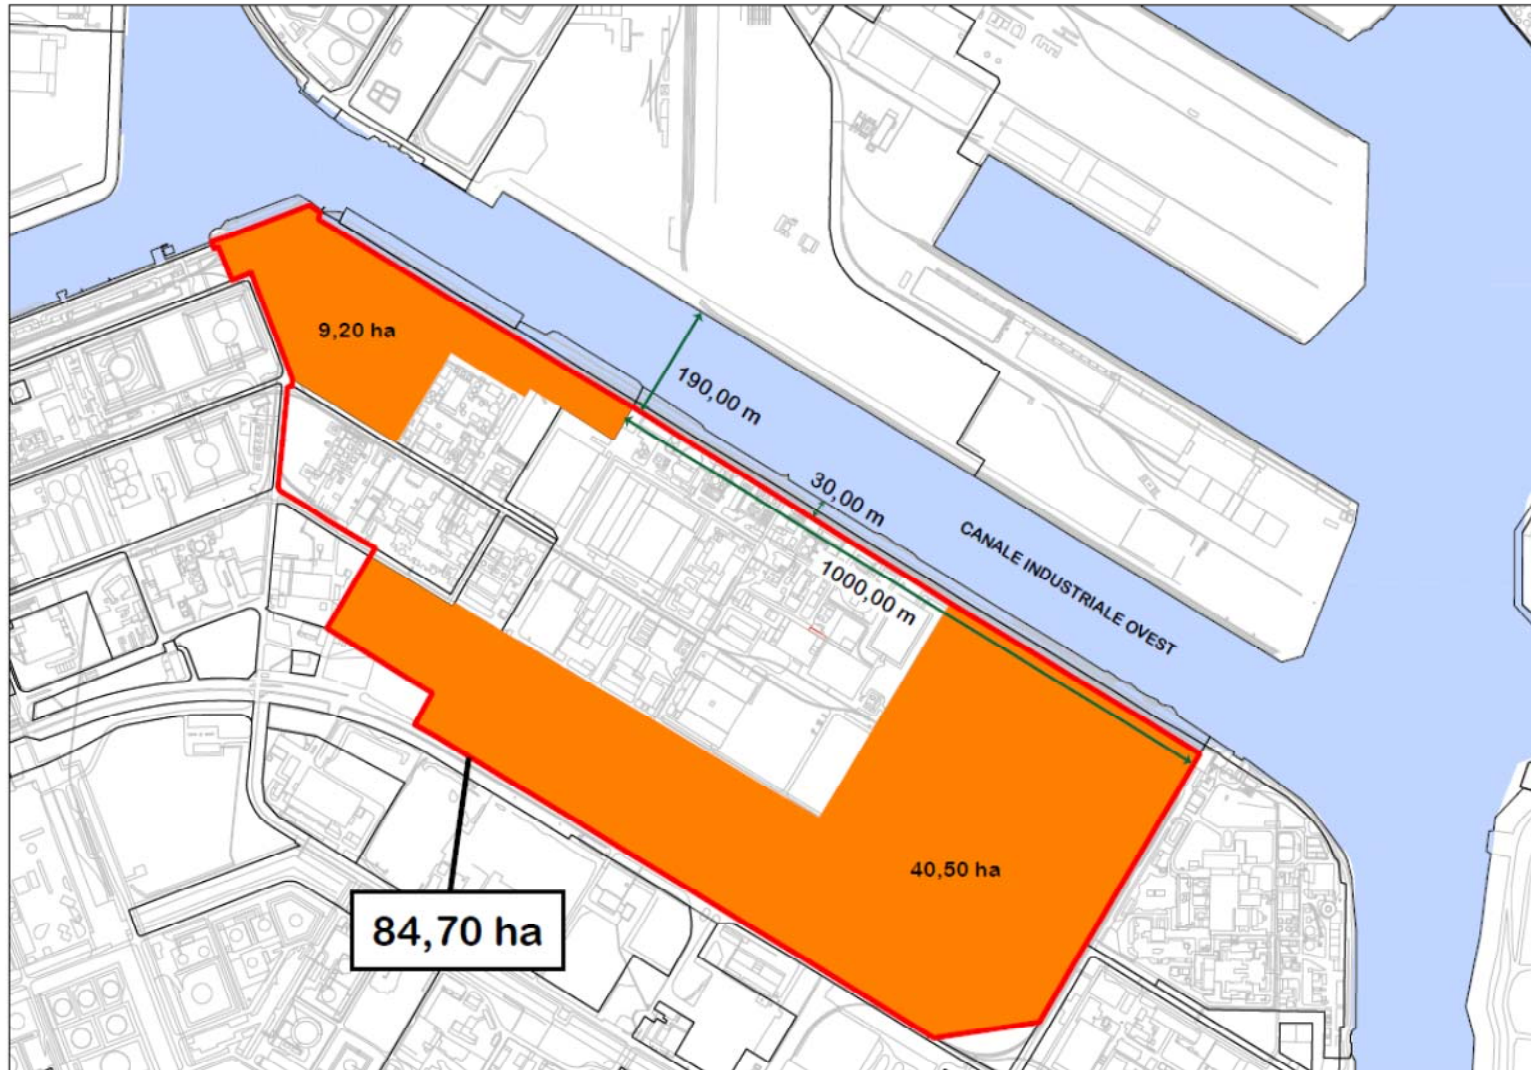 9,20 ha
190,00 m
30,00 m
CANALE INDUSTRIALE OVEST
1000,00 m
40,50 ha
84,70 ha